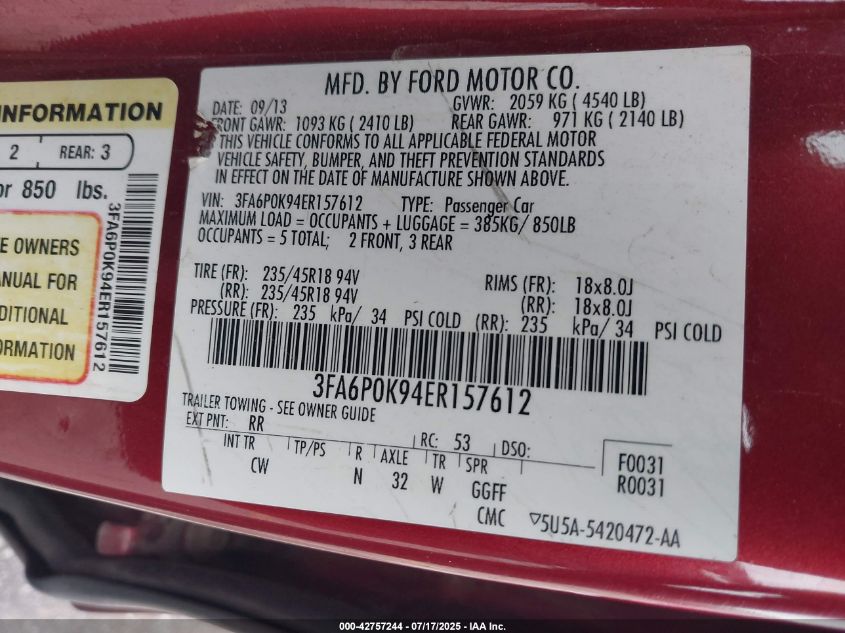 INFORMATION
2 REAR: 3
or 850 lbs.
E OWNERS
ANUAL FOR
DITIONAL
ORMATION
3FA6P0K94ER157612
MFD. BY FORD MOTOR CO.
DATE: 09/13 GVWR: 2059 KG ( 4540 LB)
FRONT GAWR: 1093 KG ( 2410 LB) REAR GAWR: 971 KG ( 2140 LB)
THIS VEHICLE CONFORMS TO ALL APPLICABLE FEDERAL MOTOR
VEHICLE SAFETY, BUMPER, AND THEFT PREVENTION STANDARDS
IN EFFECT ON THE DATE OF MANUFACTURE SHOWN ABOVE.
VIN: 3FA6P0K94ER157612 TYPE: Passenger Car
MAXIMUM LOAD = OCCUPANTS + LUGGAGE = 385KG/ 850LB
OCCUPANTS = 5 TOTAL; 2 FRONT, 3 REAR
TIRE (FR): 235/45R18 94V RIMS (FR): 18x8.0J
(RR): 235/45R18 94V (RR): 18x8.0J
PRESSURE (FR): 235 kPa/ 34 PSI COLD (RR): 235 kPa/ 34 PSI COLD
3FA6P0K94ER157612
TRAILER TOWING - SEE OWNER GUIDE
EXT PNT: RR RC: 53 DSO: F0031
INT TR TP/PS R AXLE TR SPR R0031
CW N 32 W GGFF
CMC ▽5U5A-5420472-AA
000-42757244 / 07/17/2025 - IAA Inc.